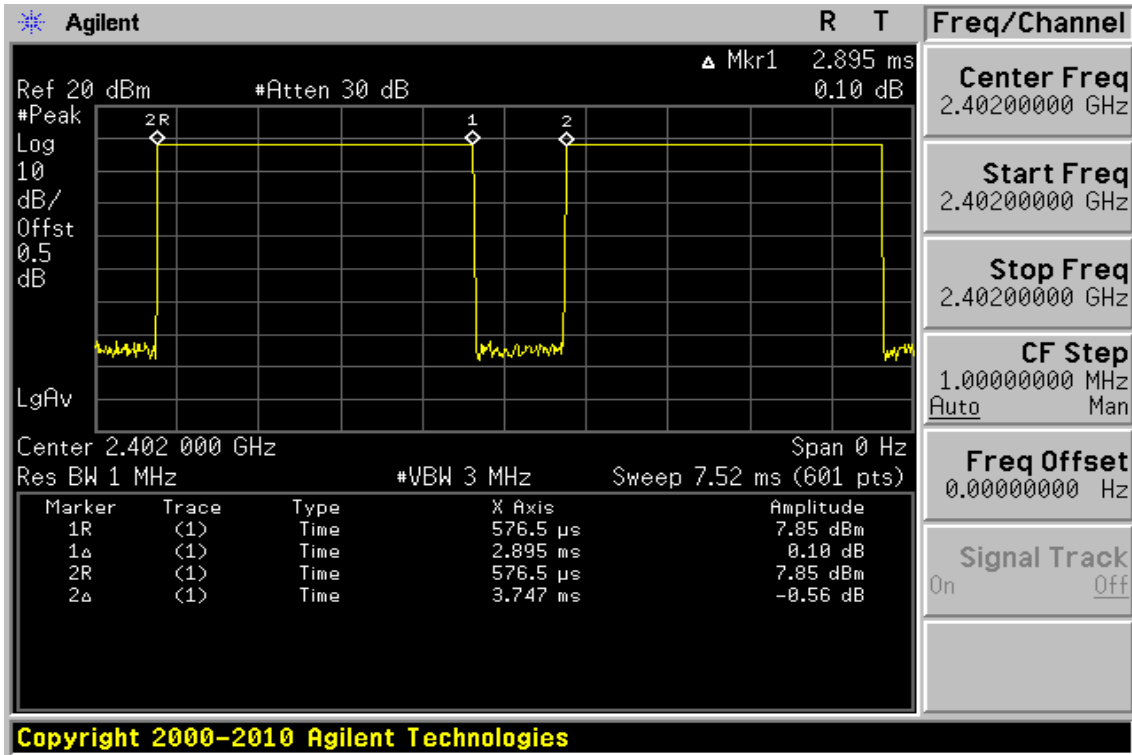 Agilent R T
Freq/Channel
Δ Mkr1 2.895 ms
Ref 20 dBm #Atten 30 dB 0.10 dB
#Peak
Log
10
dB/
Offst
0.5
dB
LgAv
2R 1 2
Center 2.402 000 GHz Span 0 Hz
Res BW 1 MHz #VBW 3 MHz Sweep 7.52 ms (601 pts)
Marker Trace Type X Axis Amplitude
1R (1) Time 576.5 µs 7.85 dBm
1Δ (1) Time 2.895 ms 0.10 dB
2R (1) Time 576.5 µs 7.85 dBm
2Δ (1) Time 3.747 ms -0.56 dB
Center Freq
2.40200000 GHz
Start Freq
2.40200000 GHz
Stop Freq
2.40200000 GHz
CF Step
1.00000000 MHz
Auto Man
Freq Offset
0.00000000 Hz
Signal Track
On Off
Copyright 2000-2010 Agilent Technologies